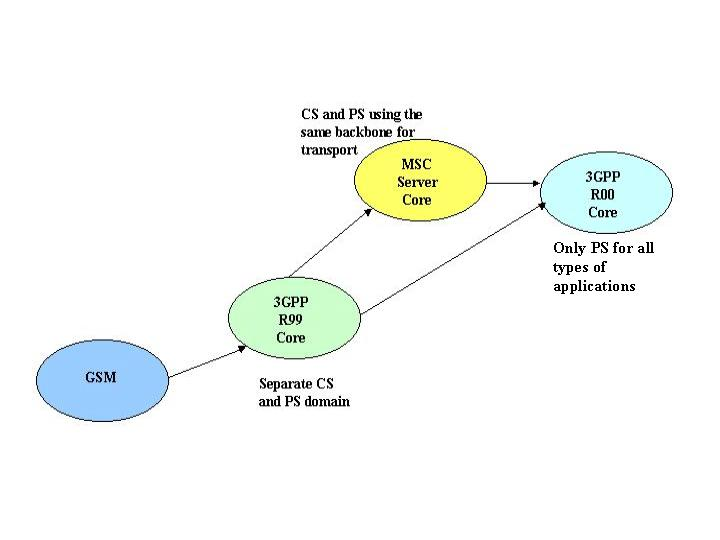 CS and PS using the
same backbone for
transport
MSC
Server
Core
3GPP
R00
Core
Only PS for all
types of
applications
3GPP
R99
Core
Separate CS
and PS domain
GSM